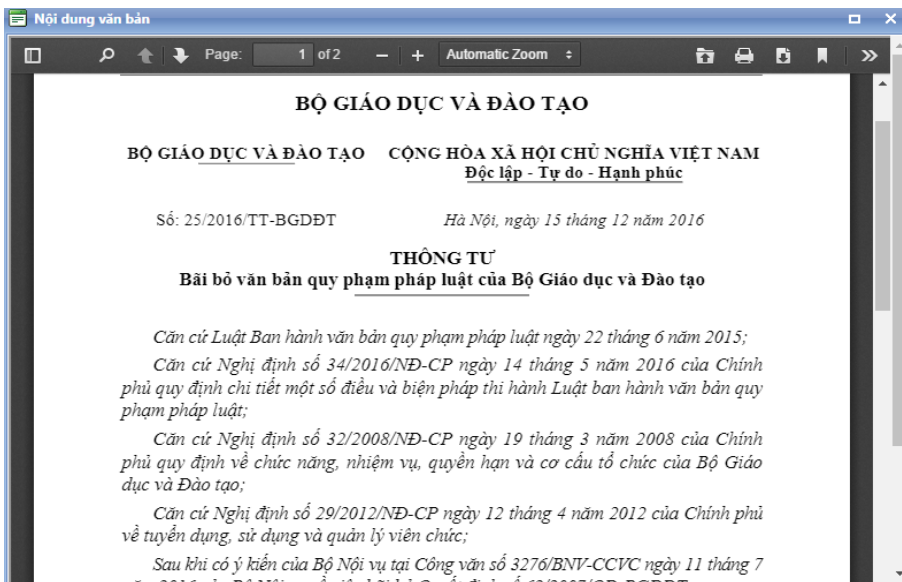 Nội dung văn bản
Page: 1 of 2 − + Automatic Zoom
BỘ GIÁO DỤC VÀ ĐÀO TẠO
BỘ GIÁO DỤC VÀ ĐÀO TẠO CỘNG HÒA XÃ HỘI CHỦ NGHĨA VIỆT NAM
Độc lập - Tự do - Hạnh phúc
Số: 25/2016/TT-BGDĐT Hà Nội, ngày 15 tháng 12 năm 2016
THÔNG TƯ
Bãi bỏ văn bản quy phạm pháp luật của Bộ Giáo dục và Đào tạo
Căn cứ Luật Ban hành văn bản quy phạm pháp luật ngày 22 tháng 6 năm 2015;
Căn cứ Nghị định số 34/2016/NĐ-CP ngày 14 tháng 5 năm 2016 của Chính
phủ quy định chi tiết một số điều và biện pháp thi hành Luật ban hành văn bản quy
phạm pháp luật;
Căn cứ Nghị định số 32/2008/NĐ-CP ngày 19 tháng 3 năm 2008 của Chính
phủ quy định về chức năng, nhiệm vụ, quyền hạn và cơ cấu tổ chức của Bộ Giáo
dục và Đào tạo;
Căn cứ Nghị định số 29/2012/NĐ-CP ngày 12 tháng 4 năm 2012 của Chính phủ
về tuyển dụng, sử dụng và quản lý viên chức;
Sau khi có ý kiến của Bộ Nội vụ tại Công văn số 3276/BNV-CCVC ngày 11 tháng 7